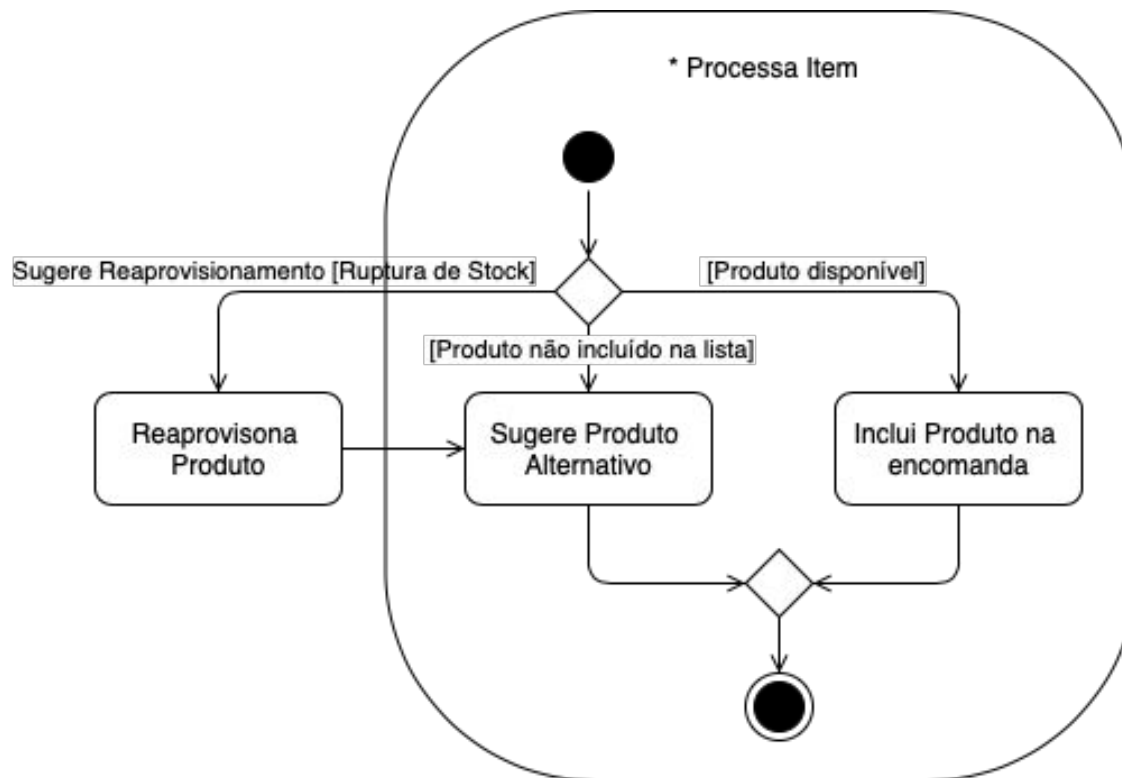 * Processa Item
Sugere Reaprovisionamento [Ruptura de Stock]
[Produto disponível]
[Produto não incluído na lista]
Reaprovisona
Produto
Sugere Produto
Alternativo
Inclui Produto na
encomanda